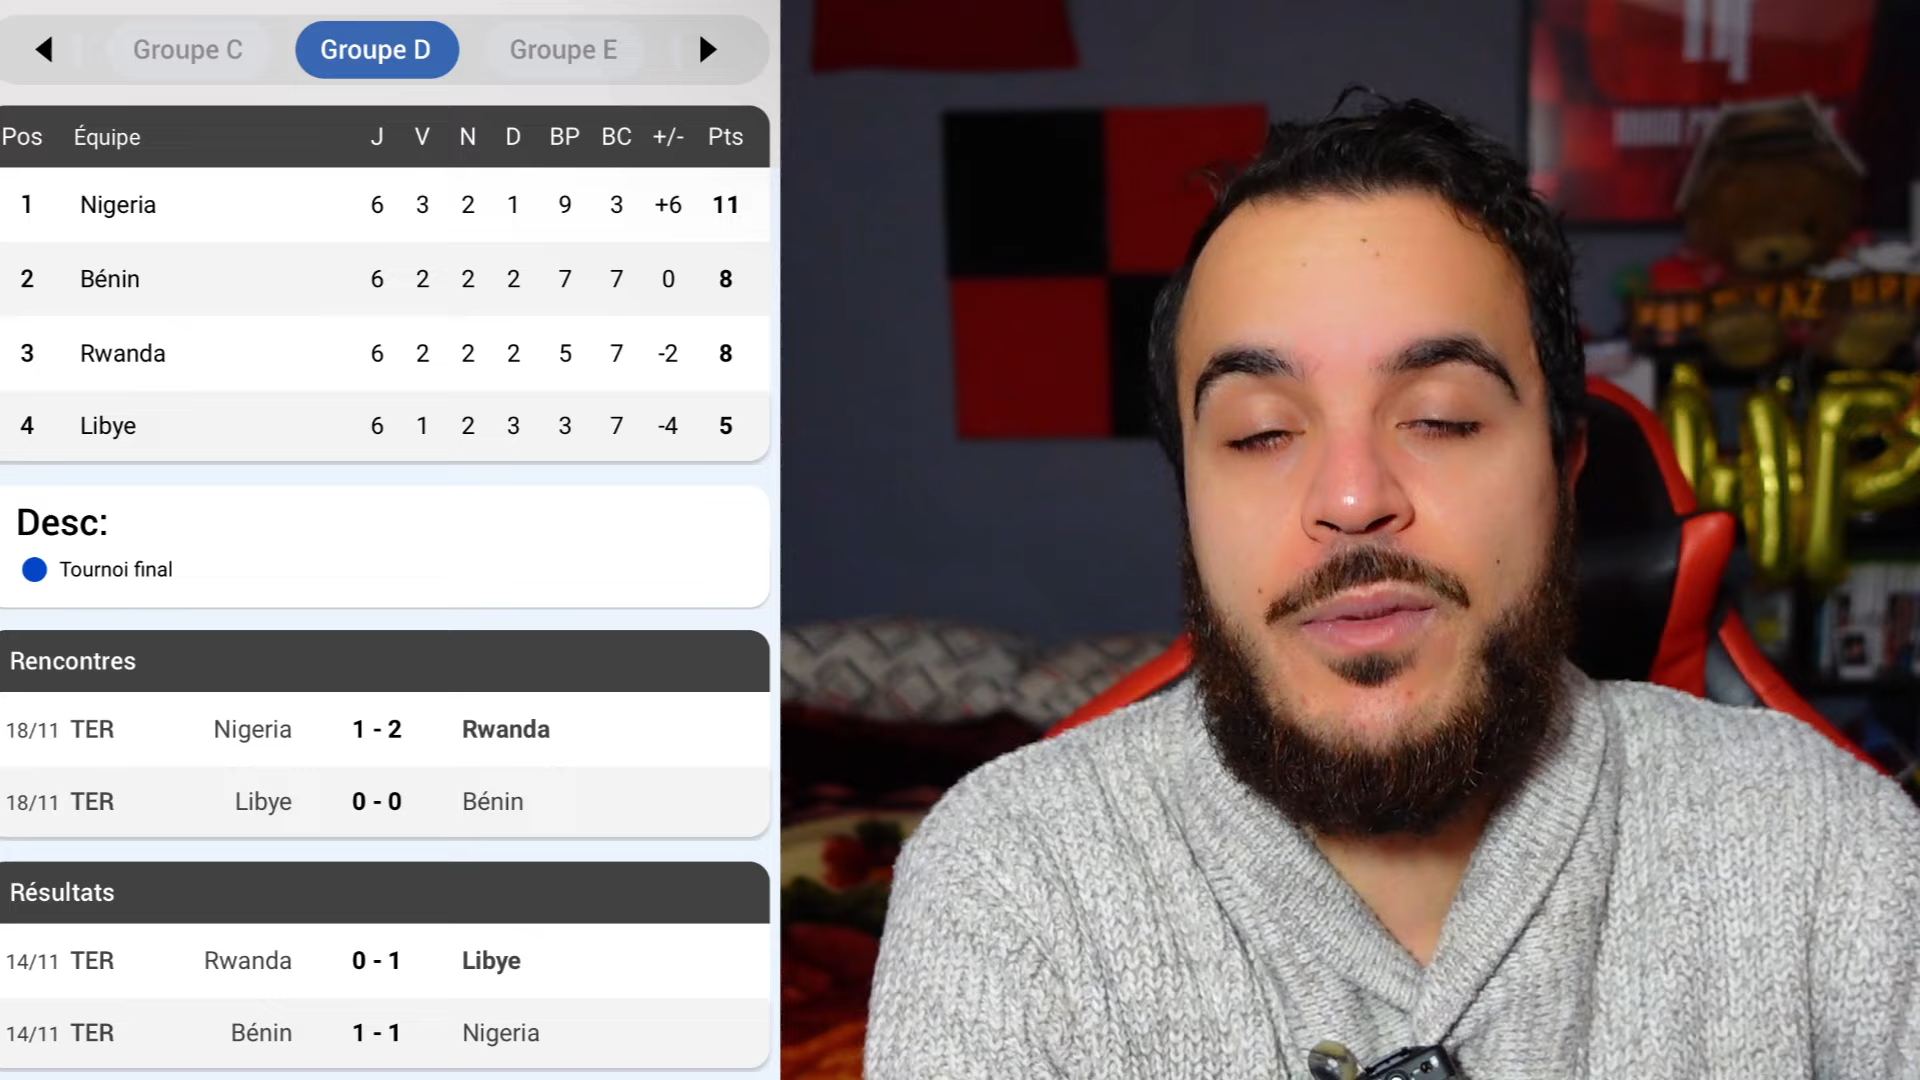 Groupe C Groupe D Groupe E
Pos Équipe J V N D BP BC +/- Pts
1 Nigeria 6 3 2 1 9 3 +6 11
2 Bénin 6 2 2 2 7 7 0 8
3 Rwanda 6 2 2 2 5 7 -2 8
4 Libye 6 1 2 3 3 7 -4 5
Desc:
Tournoi final
Rencontres
18/11 TER Nigeria 1 - 2 Rwanda
18/11 TER Libye 0 - 0 Bénin
Résultats
14/11 TER Rwanda 0 - 1 Libye
14/11 TER Bénin 1 - 1 Nigeria